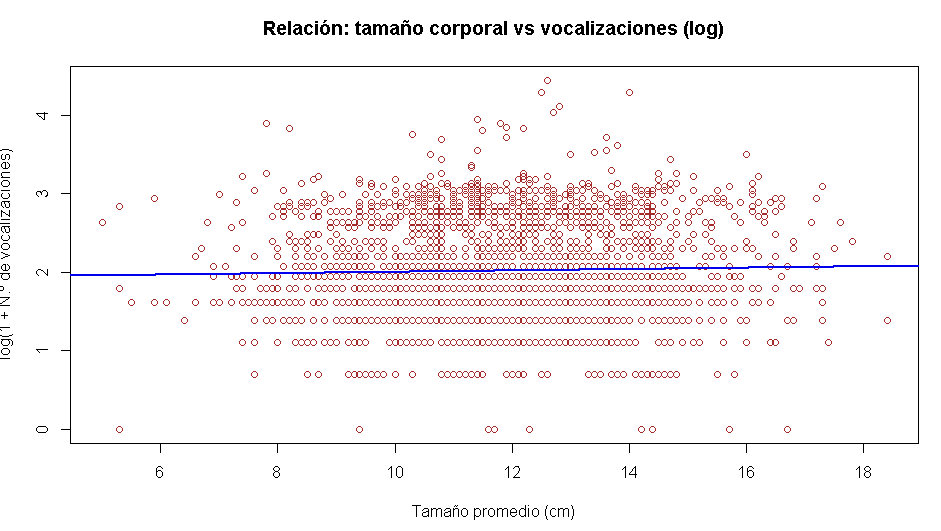 Relación: tamaño corporal vs vocalizaciones (log)
log(1 + N.º de vocalizaciones)
4
3
2
1
0
6 8 10 12 14 16 18
Tamaño promedio (cm)